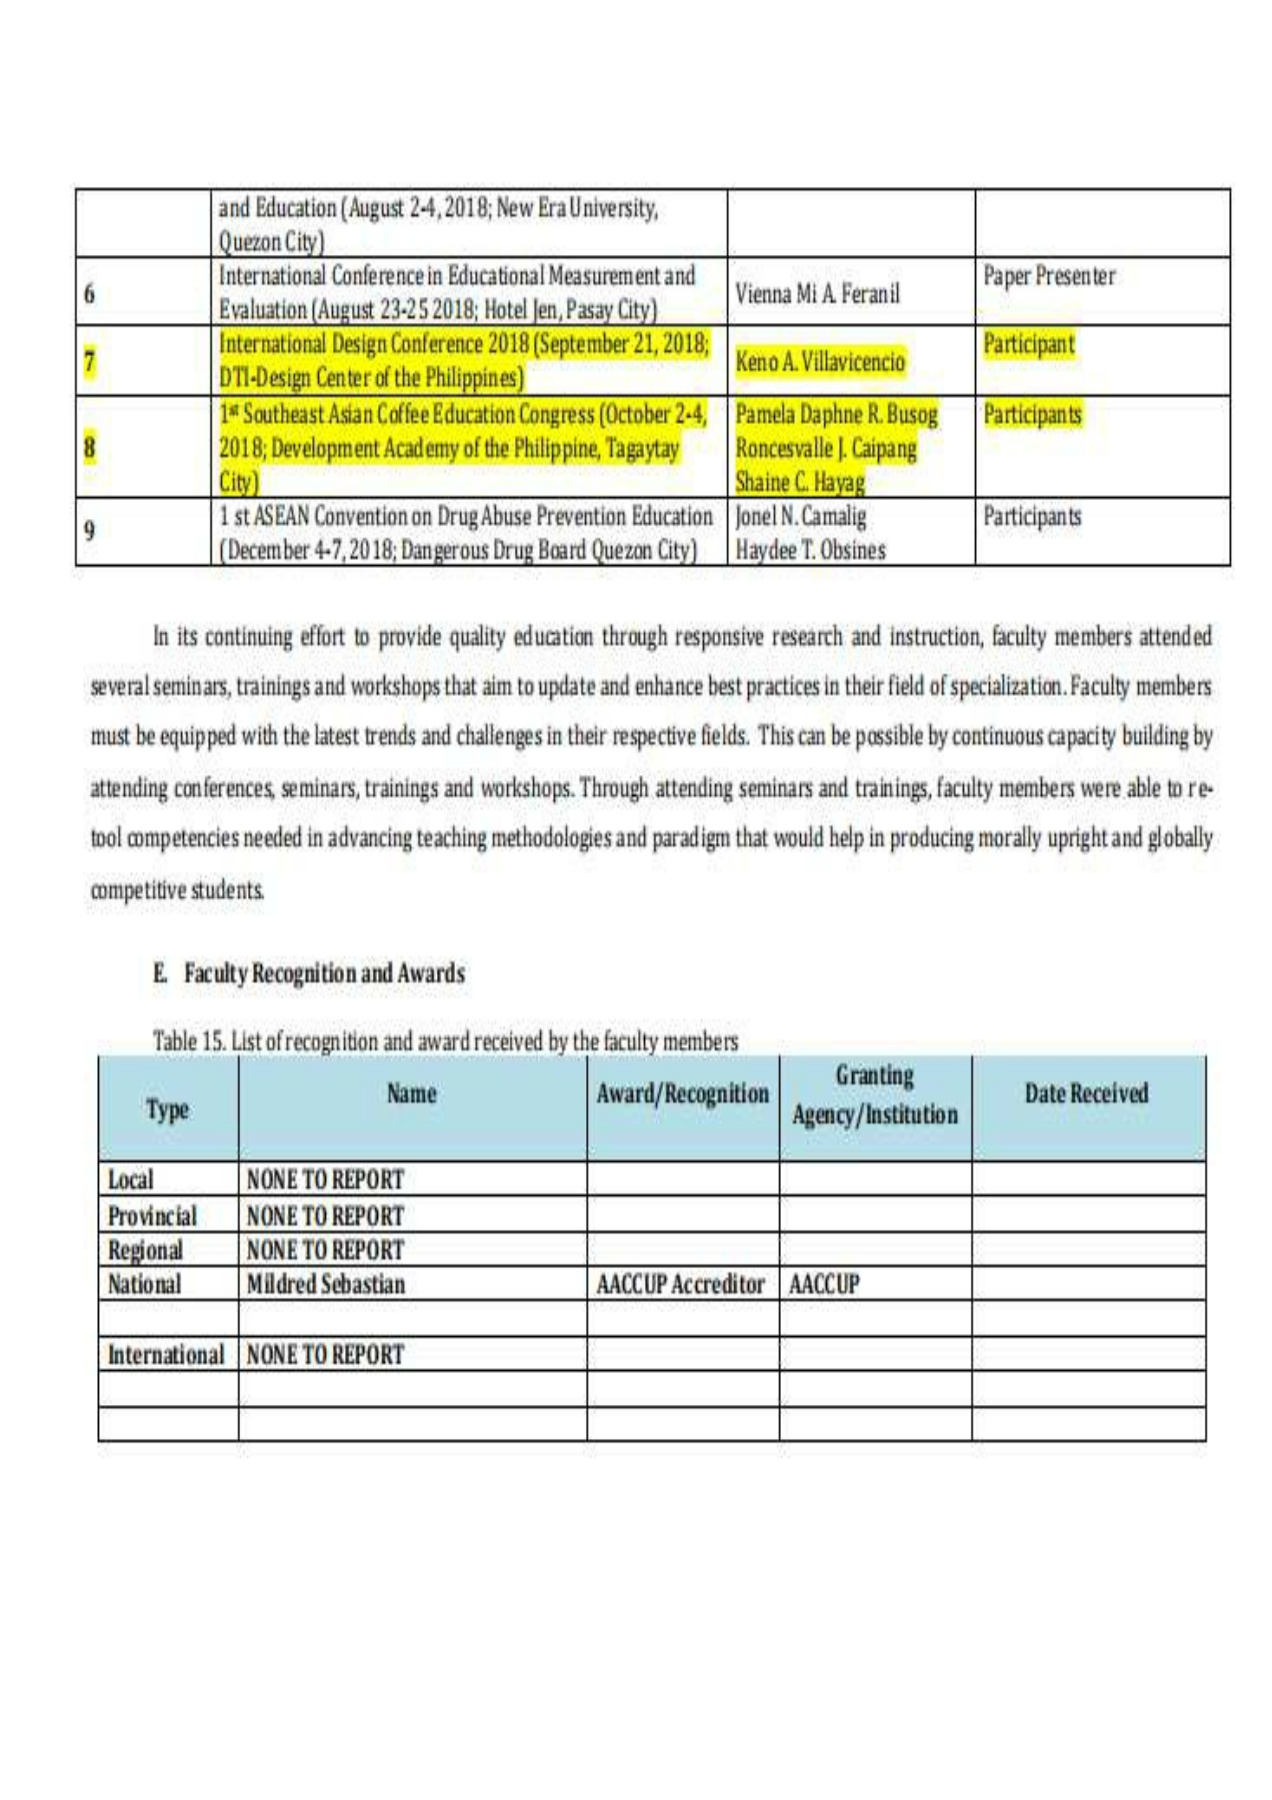 and Education (August 2-4, 2018; New Era University,
Quezon City)
6
International Conference in Educational Measurement and
Evaluation (August 23-25 2018; Hotel Jen, Pasay City)
Vienna Mi A. Feranil
Paper Presenter
7
International Design Conference 2018 (September 21, 2018;
DTI-Design Center of the Philippines)
Keno A. Villavicencio
Participant
8
1st Southeast Asian Coffee Education Congress (October 2-4,
2018; Development Academy of the Philippine, Tagaytay
City)
Pamela Daphne R. Busog
Roncesvalle J. Caipang
Shaine C. Hayag
Participants
9
1 st ASEAN Convention on Drug Abuse Prevention Education
(December 4-7, 2018; Dangerous Drug Board Quezon City)
Jonel N. Camalig
Haydee T. Obsines
Participants
In its continuing effort to provide quality education through responsive research and instruction, faculty members attended
several seminars, trainings and workshops that aim to update and enhance best practices in their field of specialization. Faculty members
must be equipped with the latest trends and challenges in their respective fields. This can be possible by continuous capacity building by
attending conferences, seminars, trainings and workshops. Through attending seminars and trainings, faculty members were able to re-
tool competencies needed in advancing teaching methodologies and paradigm that would help in producing morally upright and globally
competitive students.
E. Faculty Recognition and Awards
Table 15. List of recognition and award received by the faculty members
Type
Name
Award/Recognition
Granting
Agency/Institution
Date Received
Local
NONE TO REPORT
Provincial
NONE TO REPORT
Regional
NONE TO REPORT
National
Mildred Sebastian
AACCUP Accreditor
AACCUP
International
NONE TO REPORT